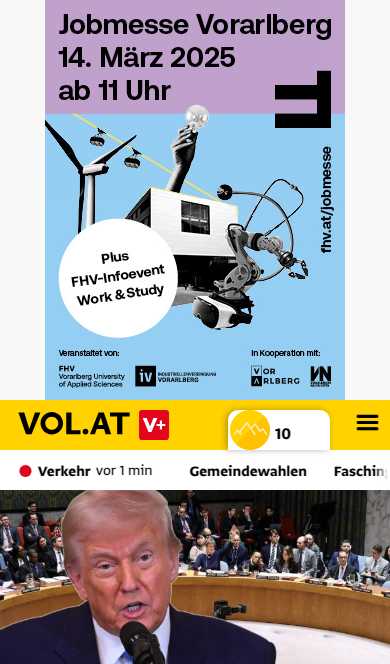 Jobmesse Vorarlberg
14. März 2025
ab 11 Uhr
fhv.at/jobmesse
Plus
FHV-Infoevent
Work & Study
Veranstaltet von:
FHV
Vorarlberg University
of Applied Sciences
iV INDUSTRIELLENVEREINIGUNG
VORARLBERG
In Kooperation mit:
VOR
ARLBERG
VOL.AT V+
10
Verkehr vor 1 min Gemeindewahlen Fasching